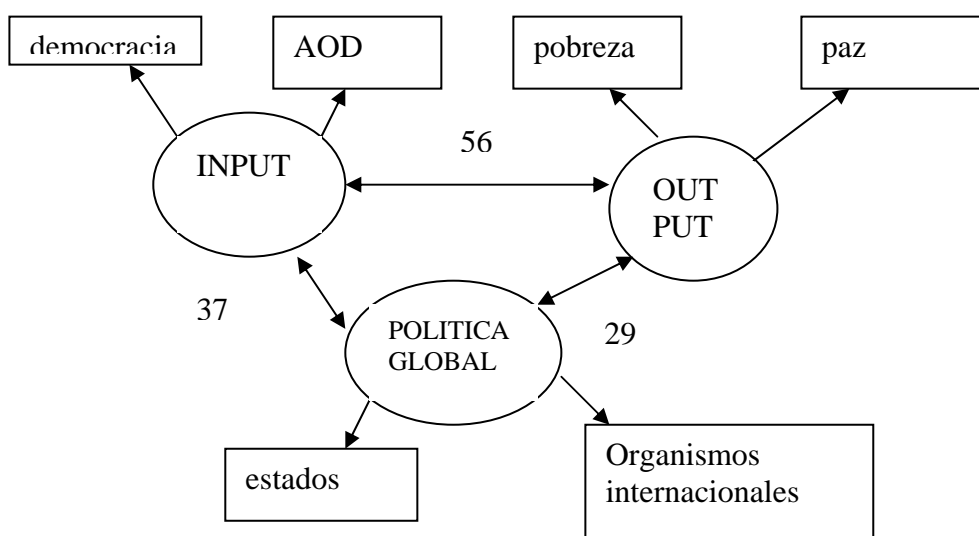 democracia
AOD
pobreza
paz
56
INPUT
OUT
PUT
37
POLITICA
GLOBAL
29
estados
Organismos
internacionales